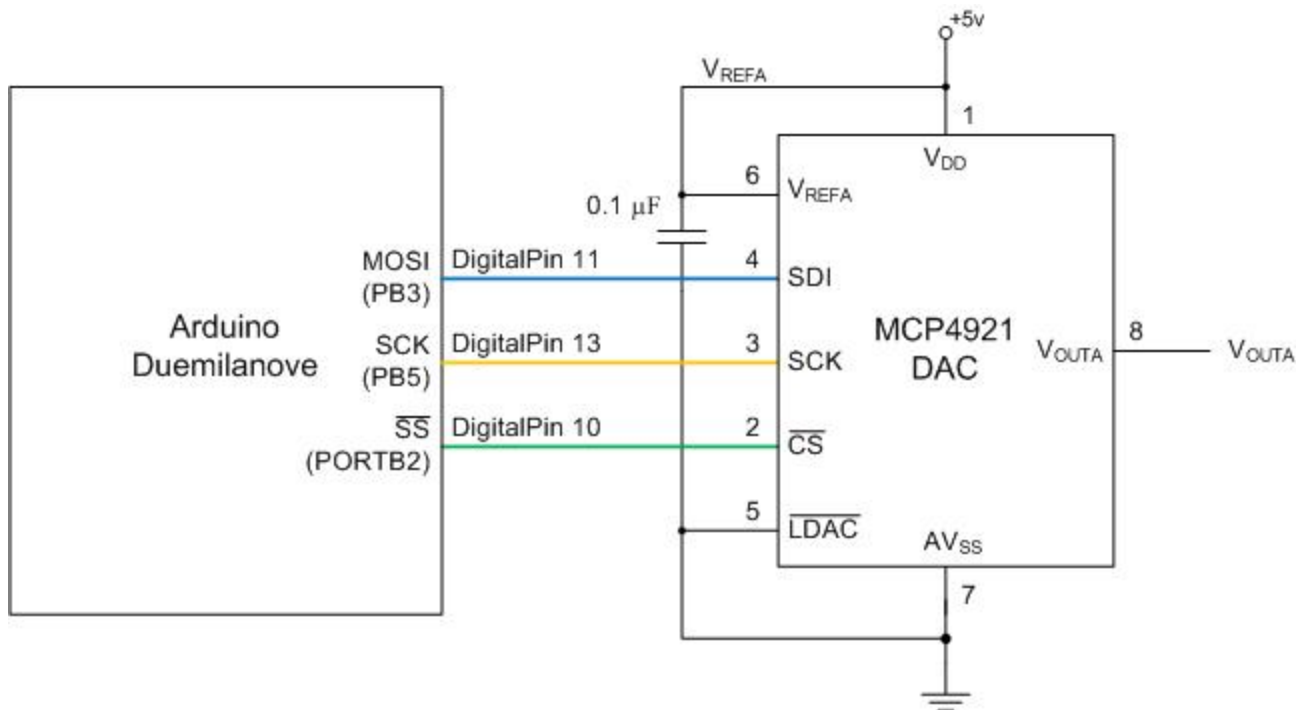 +5v
VREFA
1
VDD
6
VREFA
0.1 µF
MOSI
(PB3)
DigitalPin 11
4
SDI
Arduino
Duemilanove
SCK
(PB5)
DigitalPin 13
3
SCK
MCP4921
DAC
VOUTA
8
VOUTA
SS
(PORTB2)
DigitalPin 10
2
CS
5
LDAC
AVSS
7